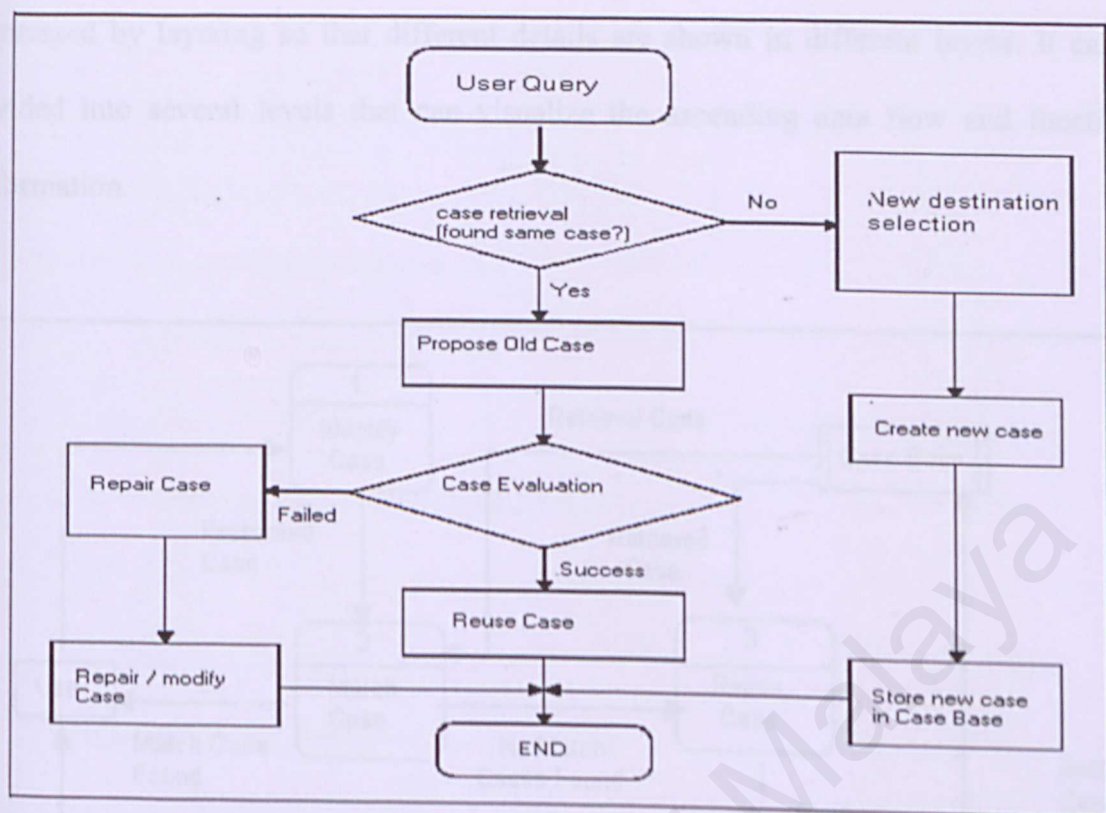 User Query
case retrieval
(found same case?)
No
New destination
selection
Yes
Propose Old Case
Create new case
Case Evaluation
Repair Case
Failed
Success
Reuse Case
Repair / modify
Case
Store new case
in Case Base
END
Malaya